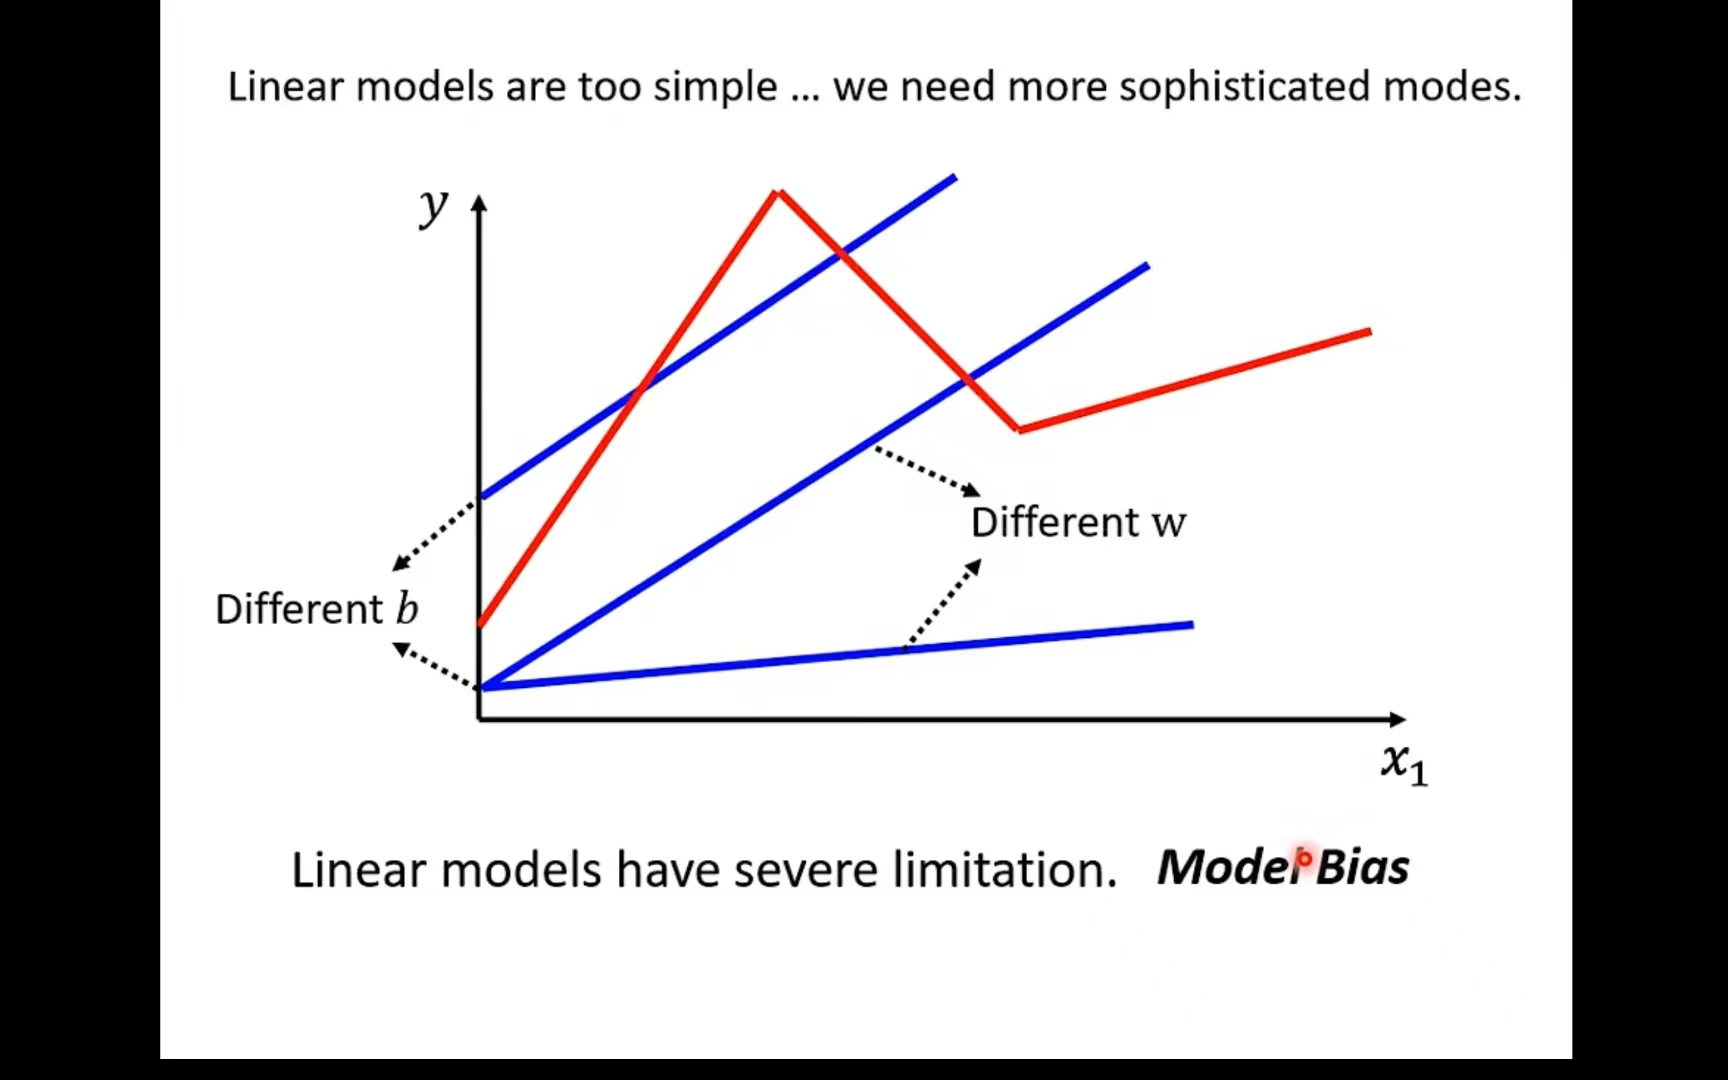 Linear models are too simple … we need more sophisticated modes.
y
Different w
Different b
x₁
Linear models have severe limitation. Model Bias